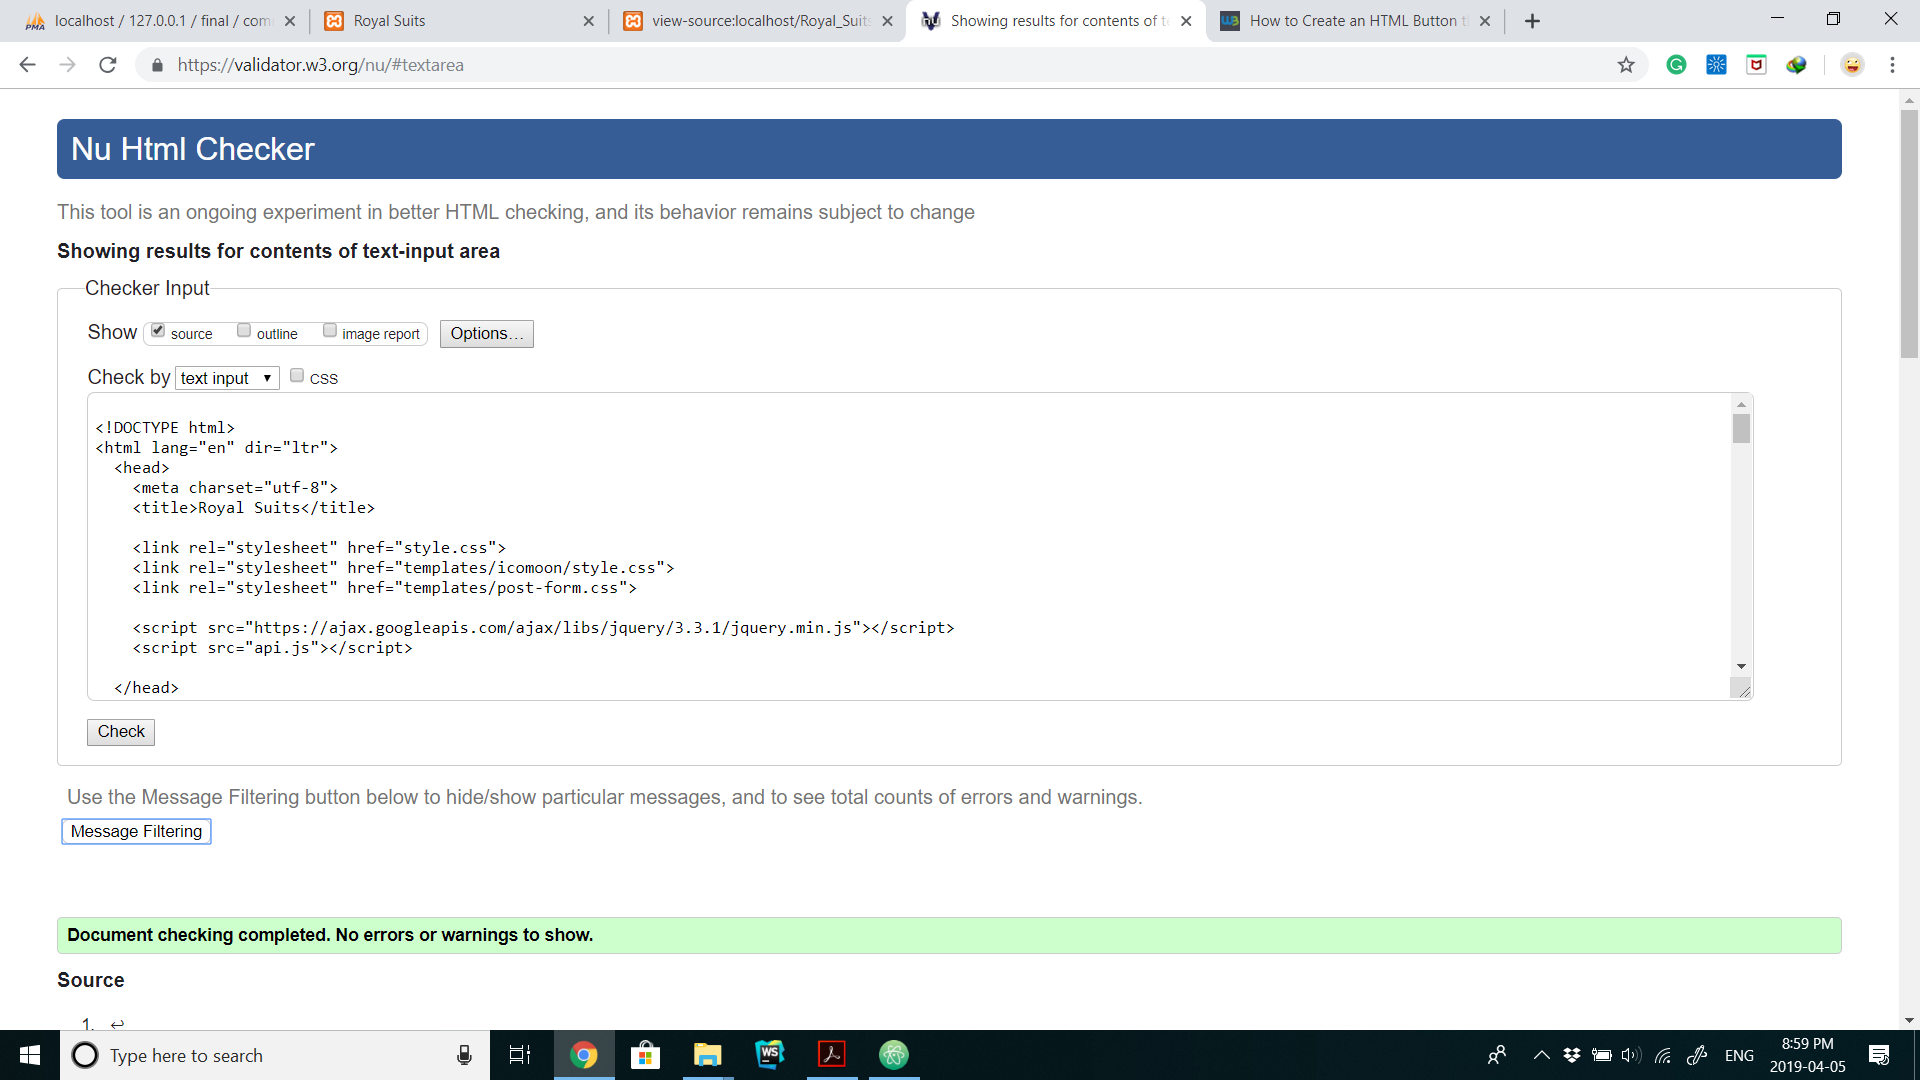 localhost / 127.0.0.1 / final / com
Royal Suits
view-source:localhost/Royal_Suits
Showing results for contents of te
How to Create an HTML Button t
https://validator.w3.org/nu/#textarea
Nu Html Checker
This tool is an ongoing experiment in better HTML checking, and its behavior remains subject to change
Showing results for contents of text-input area
Checker Input
Show source outline image report Options...
Check by text input CSS
<!DOCTYPE html>
<html lang="en" dir="ltr">
<head>
<meta charset="utf-8">
<title>Royal Suits</title>
<link rel="stylesheet" href="style.css">
<link rel="stylesheet" href="templates/icomoon/style.css">
<link rel="stylesheet" href="templates/post-form.css">
<script src="https://ajax.googleapis.com/ajax/libs/jquery/3.3.1/jquery.min.js"></script>
<script src="api.js"></script>
</head>
Check
Use the Message Filtering button below to hide/show particular messages, and to see total counts of errors and warnings.
Message Filtering
Document checking completed. No errors or warnings to show.
Source
1. ↩
Type here to search
WS
ENG
8:59 PM
2019-04-05